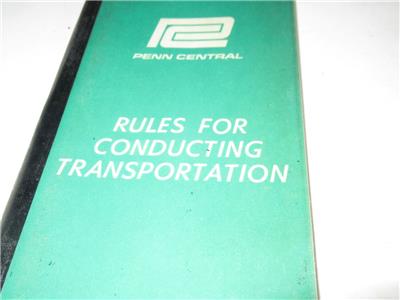 PENN CENTRAL
RULES FOR
CONDUCTING
TRANSPORTATION